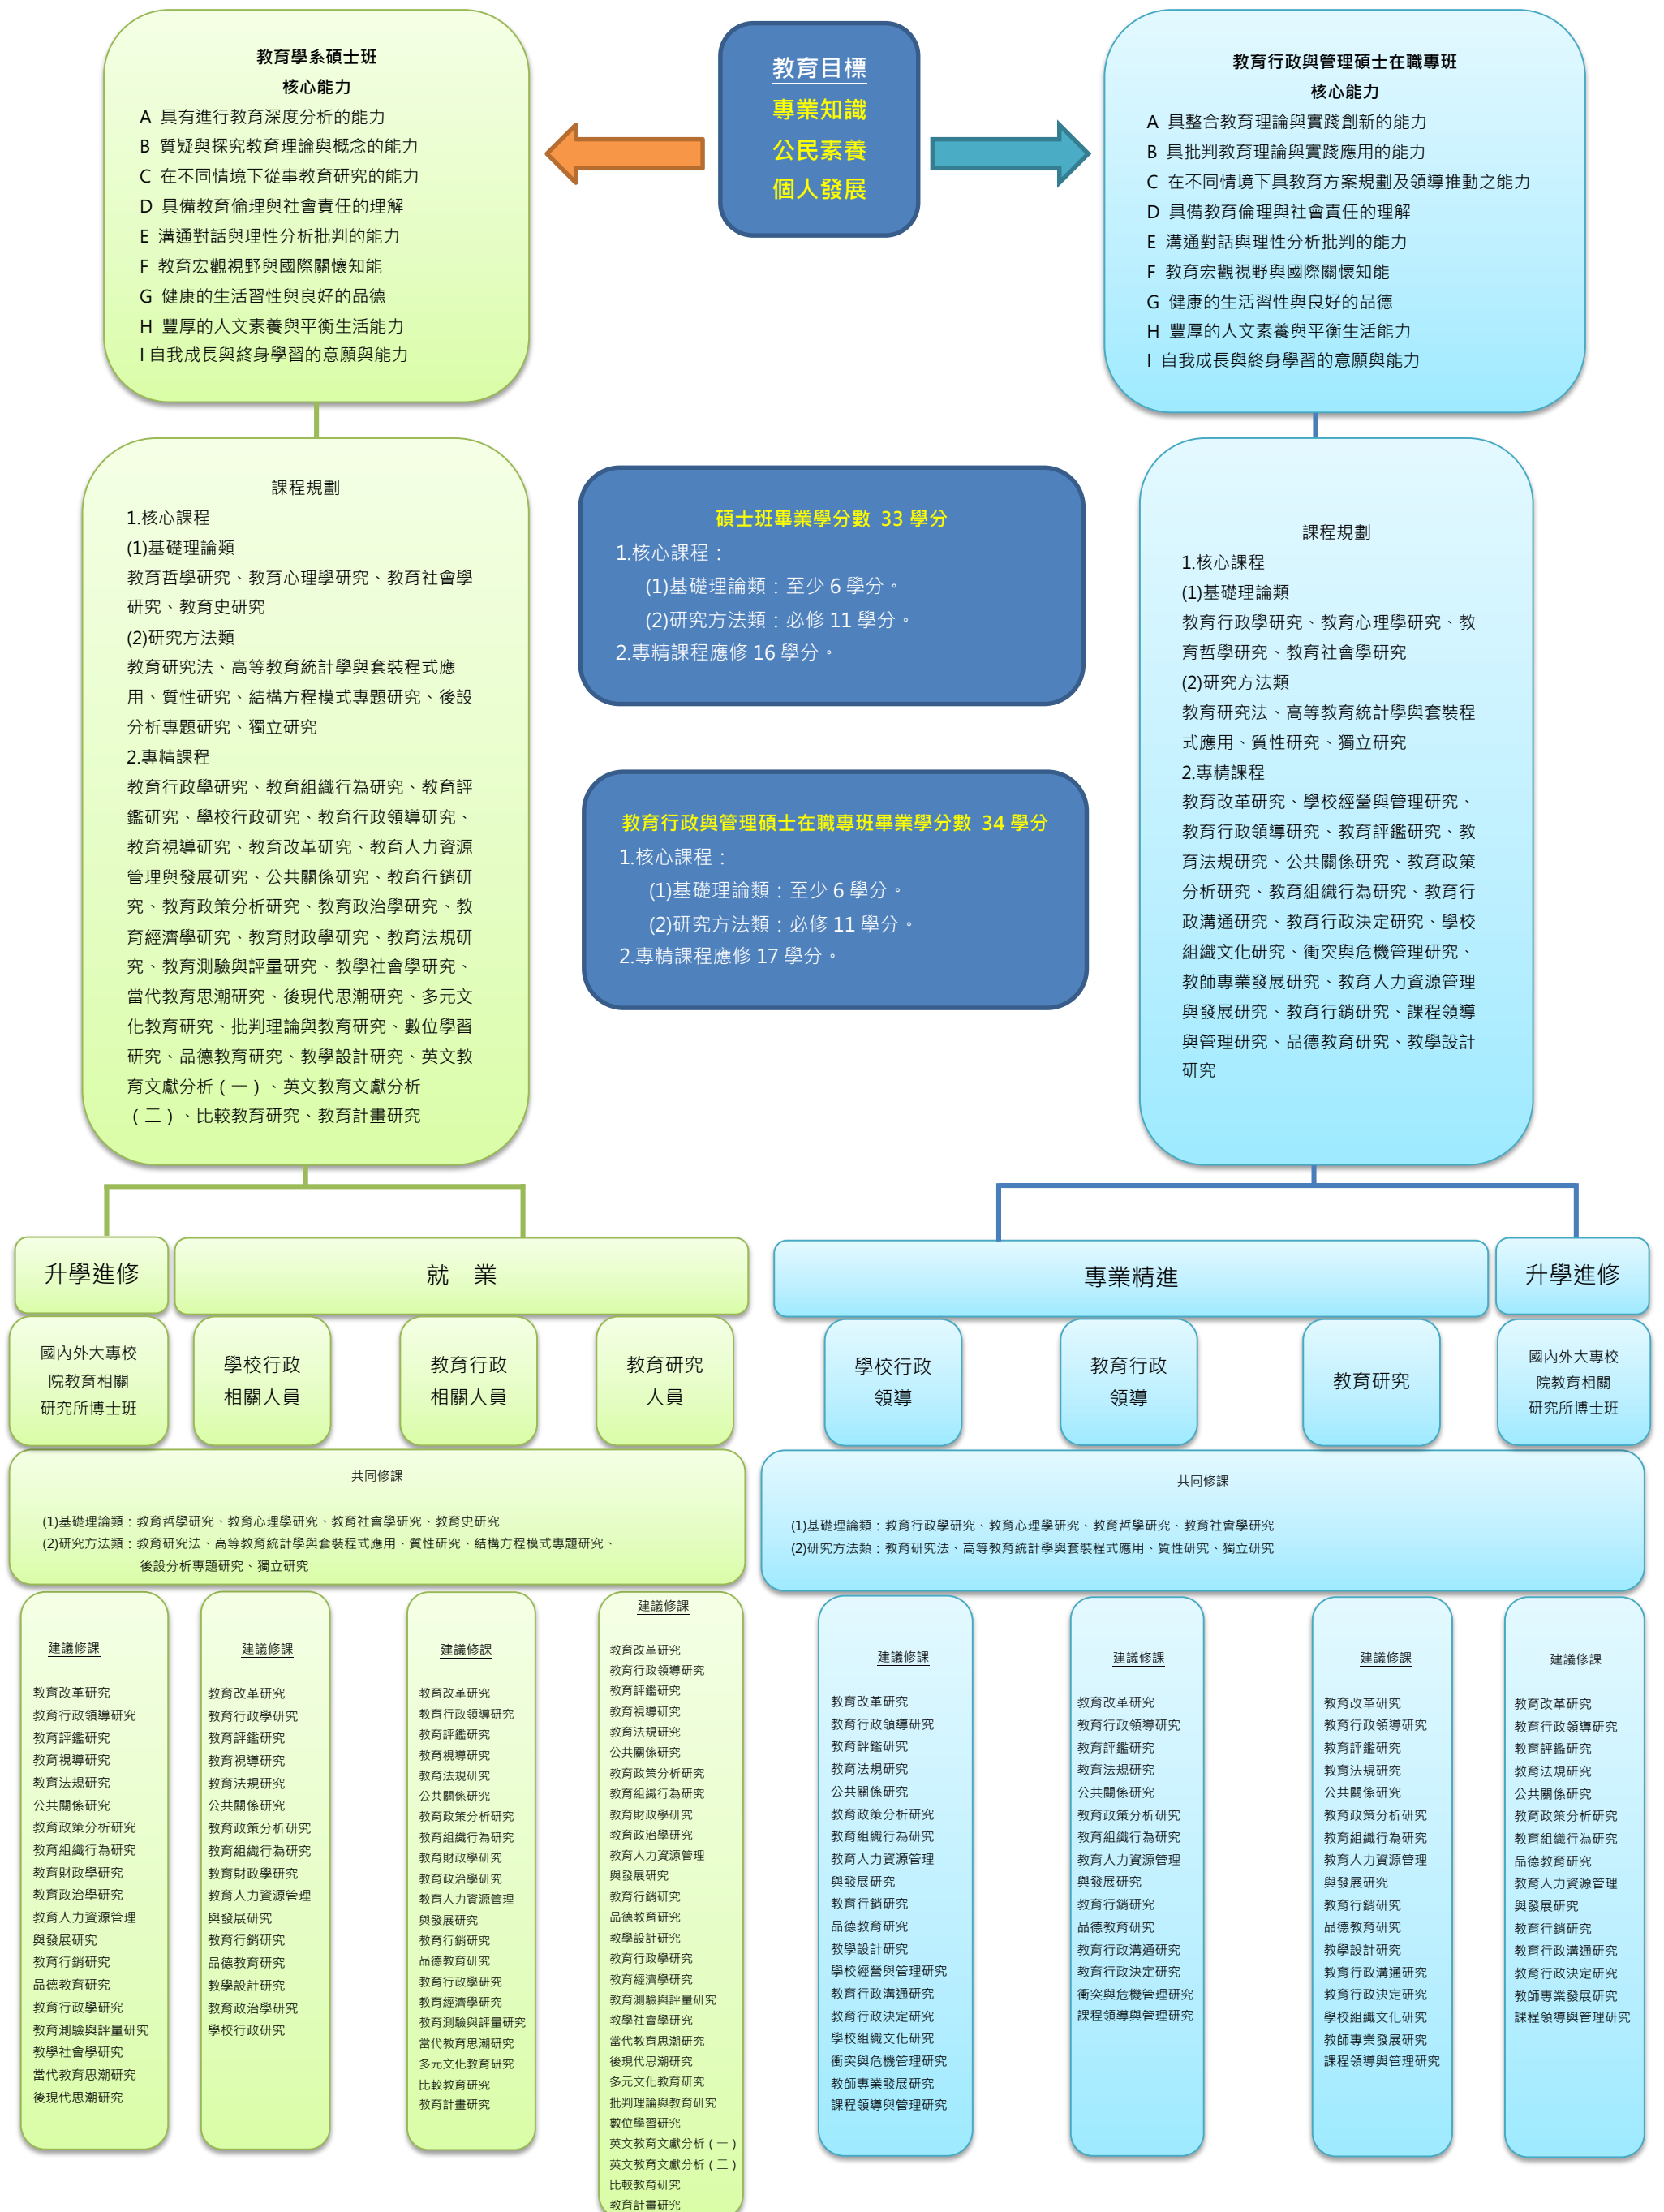 教育學系碩士班
核心能力
A 具有進行教育深度分析的能力
B 質疑與探究教育理論與概念的能力
C 在不同情境下從事教育研究的能力
D 具備教育倫理與社會責任的理解
E 溝通對話與理性分析批判的能力
F 教育宏觀視野與國際關懷知能
G 健康的生活習性與良好的品德
H 豐厚的人文素養與平衡生活能力
I 自我成長與終身學習的意願與能力
教育目標
專業知識
公民素養
個人發展
教育行政與管理碩士在職專班
核心能力
A 具整合教育理論與實踐創新的能力
B 具批判教育理論與實踐應用的能力
C 在不同情境下具教育方案規劃及領導推動之能力
D 具備教育倫理與社會責任的理解
E 溝通對話與理性分析批判的能力
F 教育宏觀視野與國際關懷知能
G 健康的生活習性與良好的品德
H 豐厚的人文素養與平衡生活能力
I 自我成長與終身學習的意願與能力
課程規劃
1.核心課程
(1)基礎理論類
教育哲學研究、教育心理學研究、教育社會學
研究、教育史研究
(2)研究方法類
教育研究法、高等教育統計學與套裝程式應
用、質性研究、結構方程模式專題研究、後設
分析專題研究、獨立研究
2.專精課程
教育行政學研究、教育組織行為研究、教育評
鑑研究、學校行政研究、教育行政領導研究、
教育視導研究、教育改革研究、教育人力資源
管理與發展研究、公共關係研究、教育行銷研
究、教育政策分析研究、教育政治學研究、教
育經濟學研究、教育財政學研究、教育法規研
究、教育測驗與評量研究、教學社會學研究、
當代教育思潮研究、後現代思潮研究、多元文
化教育研究、批判理論與教育研究、數位學習
研究、品德教育研究、教學設計研究、英文教
育文獻分析（一）、英文教育文獻分析
（二）、比較教育研究、教育計畫研究
碩士班畢業學分數 33 學分
1.核心課程：
(1)基礎理論類：至少 6 學分。
(2)研究方法類：必修 11 學分。
2.專精課程應修 16 學分。
教育行政與管理碩士在職專班畢業學分數 34 學分
1.核心課程：
(1)基礎理論類：至少 6 學分。
(2)研究方法類：必修 11 學分。
2.專精課程應修 17 學分。
課程規劃
1.核心課程
(1)基礎理論類
教育行政學研究、教育心理學研究、教
育哲學研究、教育社會學研究
(2)研究方法類
教育研究法、高等教育統計學與套裝程
式應用、質性研究、獨立研究
2.專精課程
教育改革研究、學校經營與管理研究、
教育行政領導研究、教育評鑑研究、教
育法規研究、公共關係研究、教育政策
分析研究、教育組織行為研究、教育行
政溝通研究、教育行政決定研究、學校
組織文化研究、衝突與危機管理研究、
教師專業發展研究、教育人力資源管理
與發展研究、教育行銷研究、課程領導
與管理研究、品德教育研究、教學設計
研究
升學進修
就 業
專業精進
升學進修
國內外大專校
院教育相關
研究所博士班
學校行政
相關人員
教育行政
相關人員
教育研究
人員
學校行政
領導
教育行政
領導
教育研究
國內外大專校
院教育相關
研究所博士班
共同修課
(1)基礎理論類：教育哲學研究、教育心理學研究、教育社會學研究、教育史研究
(2)研究方法類：教育研究法、高等教育統計學與套裝程式應用、質性研究、結構方程模式專題研究、
後設分析專題研究、獨立研究
共同修課
(1)基礎理論類：教育行政學研究、教育心理學研究、教育哲學研究、教育社會學研究
(2)研究方法類：教育研究法、高等教育統計學與套裝程式應用、質性研究、獨立研究
建議修課
教育改革研究
教育行政領導研究
教育評鑑研究
教育視導研究
教育法規研究
公共關係研究
教育政策分析研究
教育組織行為研究
教育財政學研究
教育政治學研究
教育人力資源管理
與發展研究
教育行銷研究
品德教育研究
教育行政學研究
教育測驗與評量研究
教學社會學研究
當代教育思潮研究
後現代思潮研究
建議修課
教育改革研究
教育行政學研究
教育評鑑研究
教育視導研究
教育法規研究
公共關係研究
教育政策分析研究
教育組織行為研究
教育財政學研究
教育人力資源管理
與發展研究
教育行銷研究
品德教育研究
教學設計研究
教育政治學研究
學校行政研究
建議修課
教育改革研究
教育行政領導研究
教育評鑑研究
教育視導研究
教育法規研究
公共關係研究
教育政策分析研究
教育組織行為研究
教育財政學研究
教育政治學研究
教育人力資源管理
與發展研究
教育行銷研究
品德教育研究
教育行政學研究
教育經濟學研究
教育測驗與評量研究
當代教育思潮研究
多元文化教育研究
比較教育研究
教育計畫研究
建議修課
教育改革研究
教育行政領導研究
教育評鑑研究
教育視導研究
教育法規研究
公共關係研究
教育政策分析研究
教育組織行為研究
教育財政學研究
教育政治學研究
教育人力資源管理
與發展研究
教育行銷研究
品德教育研究
教學設計研究
教育行政學研究
教育經濟學研究
教育測驗與評量研究
教學社會學研究
當代教育思潮研究
後現代思潮研究
多元文化教育研究
批判理論與教育研究
數位學習研究
英文教育文獻分析（一）
英文教育文獻分析（二）
比較教育研究
教育計畫研究
建議修課
教育改革研究
教育行政領導研究
教育評鑑研究
教育法規研究
公共關係研究
教育政策分析研究
教育組織行為研究
教育人力資源管理
與發展研究
教育行銷研究
品德教育研究
教學設計研究
學校經營與管理研究
教育行政溝通研究
教育行政決定研究
學校組織文化研究
衝突與危機管理研究
教師專業發展研究
課程領導與管理研究
建議修課
教育改革研究
教育行政領導研究
教育評鑑研究
教育法規研究
公共關係研究
教育政策分析研究
教育組織行為研究
教育人力資源管理
與發展研究
教育行銷研究
品德教育研究
教育行政溝通研究
教育行政決定研究
衝突與危機管理研究
課程領導與管理研究
建議修課
教育改革研究
教育行政領導研究
教育評鑑研究
教育法規研究
公共關係研究
教育政策分析研究
教育組織行為研究
教育人力資源管理
與發展研究
教育行銷研究
品德教育研究
教學設計研究
教育行政溝通研究
教育行政決定研究
學校組織文化研究
教師專業發展研究
課程領導與管理研究
建議修課
教育改革研究
教育行政領導研究
教育評鑑研究
教育法規研究
公共關係研究
教育政策分析研究
教育組織行為研究
品德教育研究
教育人力資源管理
與發展研究
教育行銷研究
教育行政溝通研究
教育行政決定研究
教師專業發展研究
課程領導與管理研究